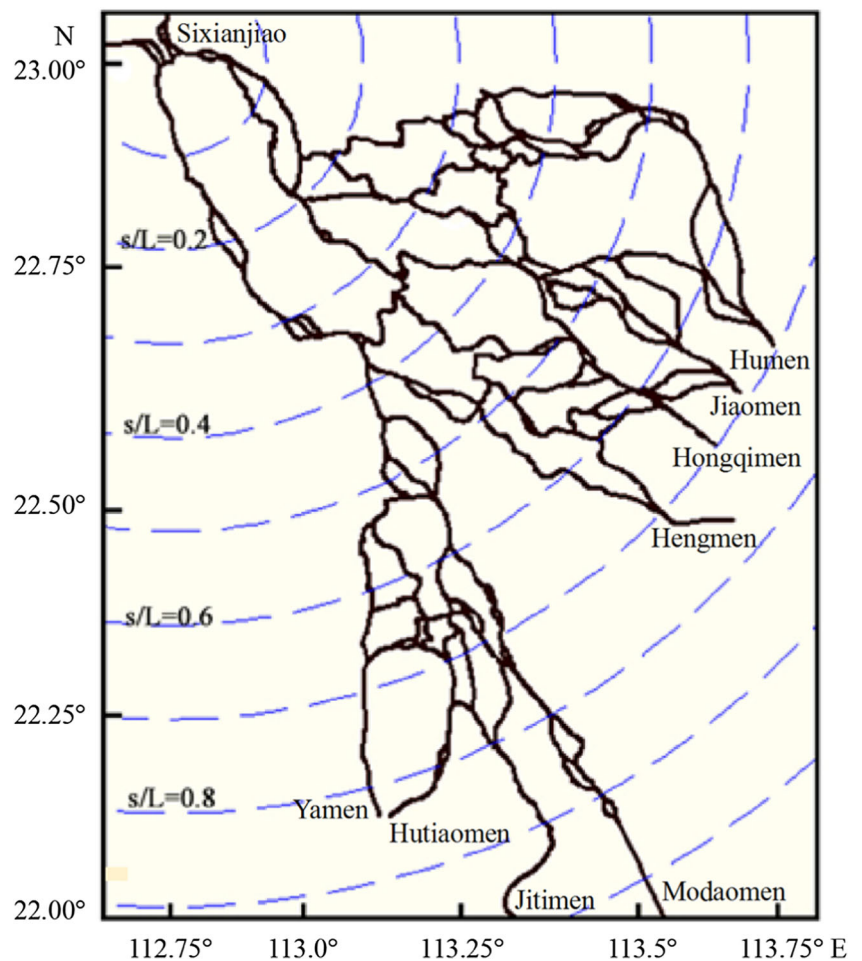 Sixianjiao
N
23.00°
s/L=0.2
22.75°
Humen
Jiaomen
s/L=0.4
Hongqimen
22.50°
Hengmen
s/L=0.6
22.25°
s/L=0.8
Yamen
Hutiaomen
Modaomen
Jitimen
22.00°
112.75° 113.0° 113.25° 113.5° 113.75° E